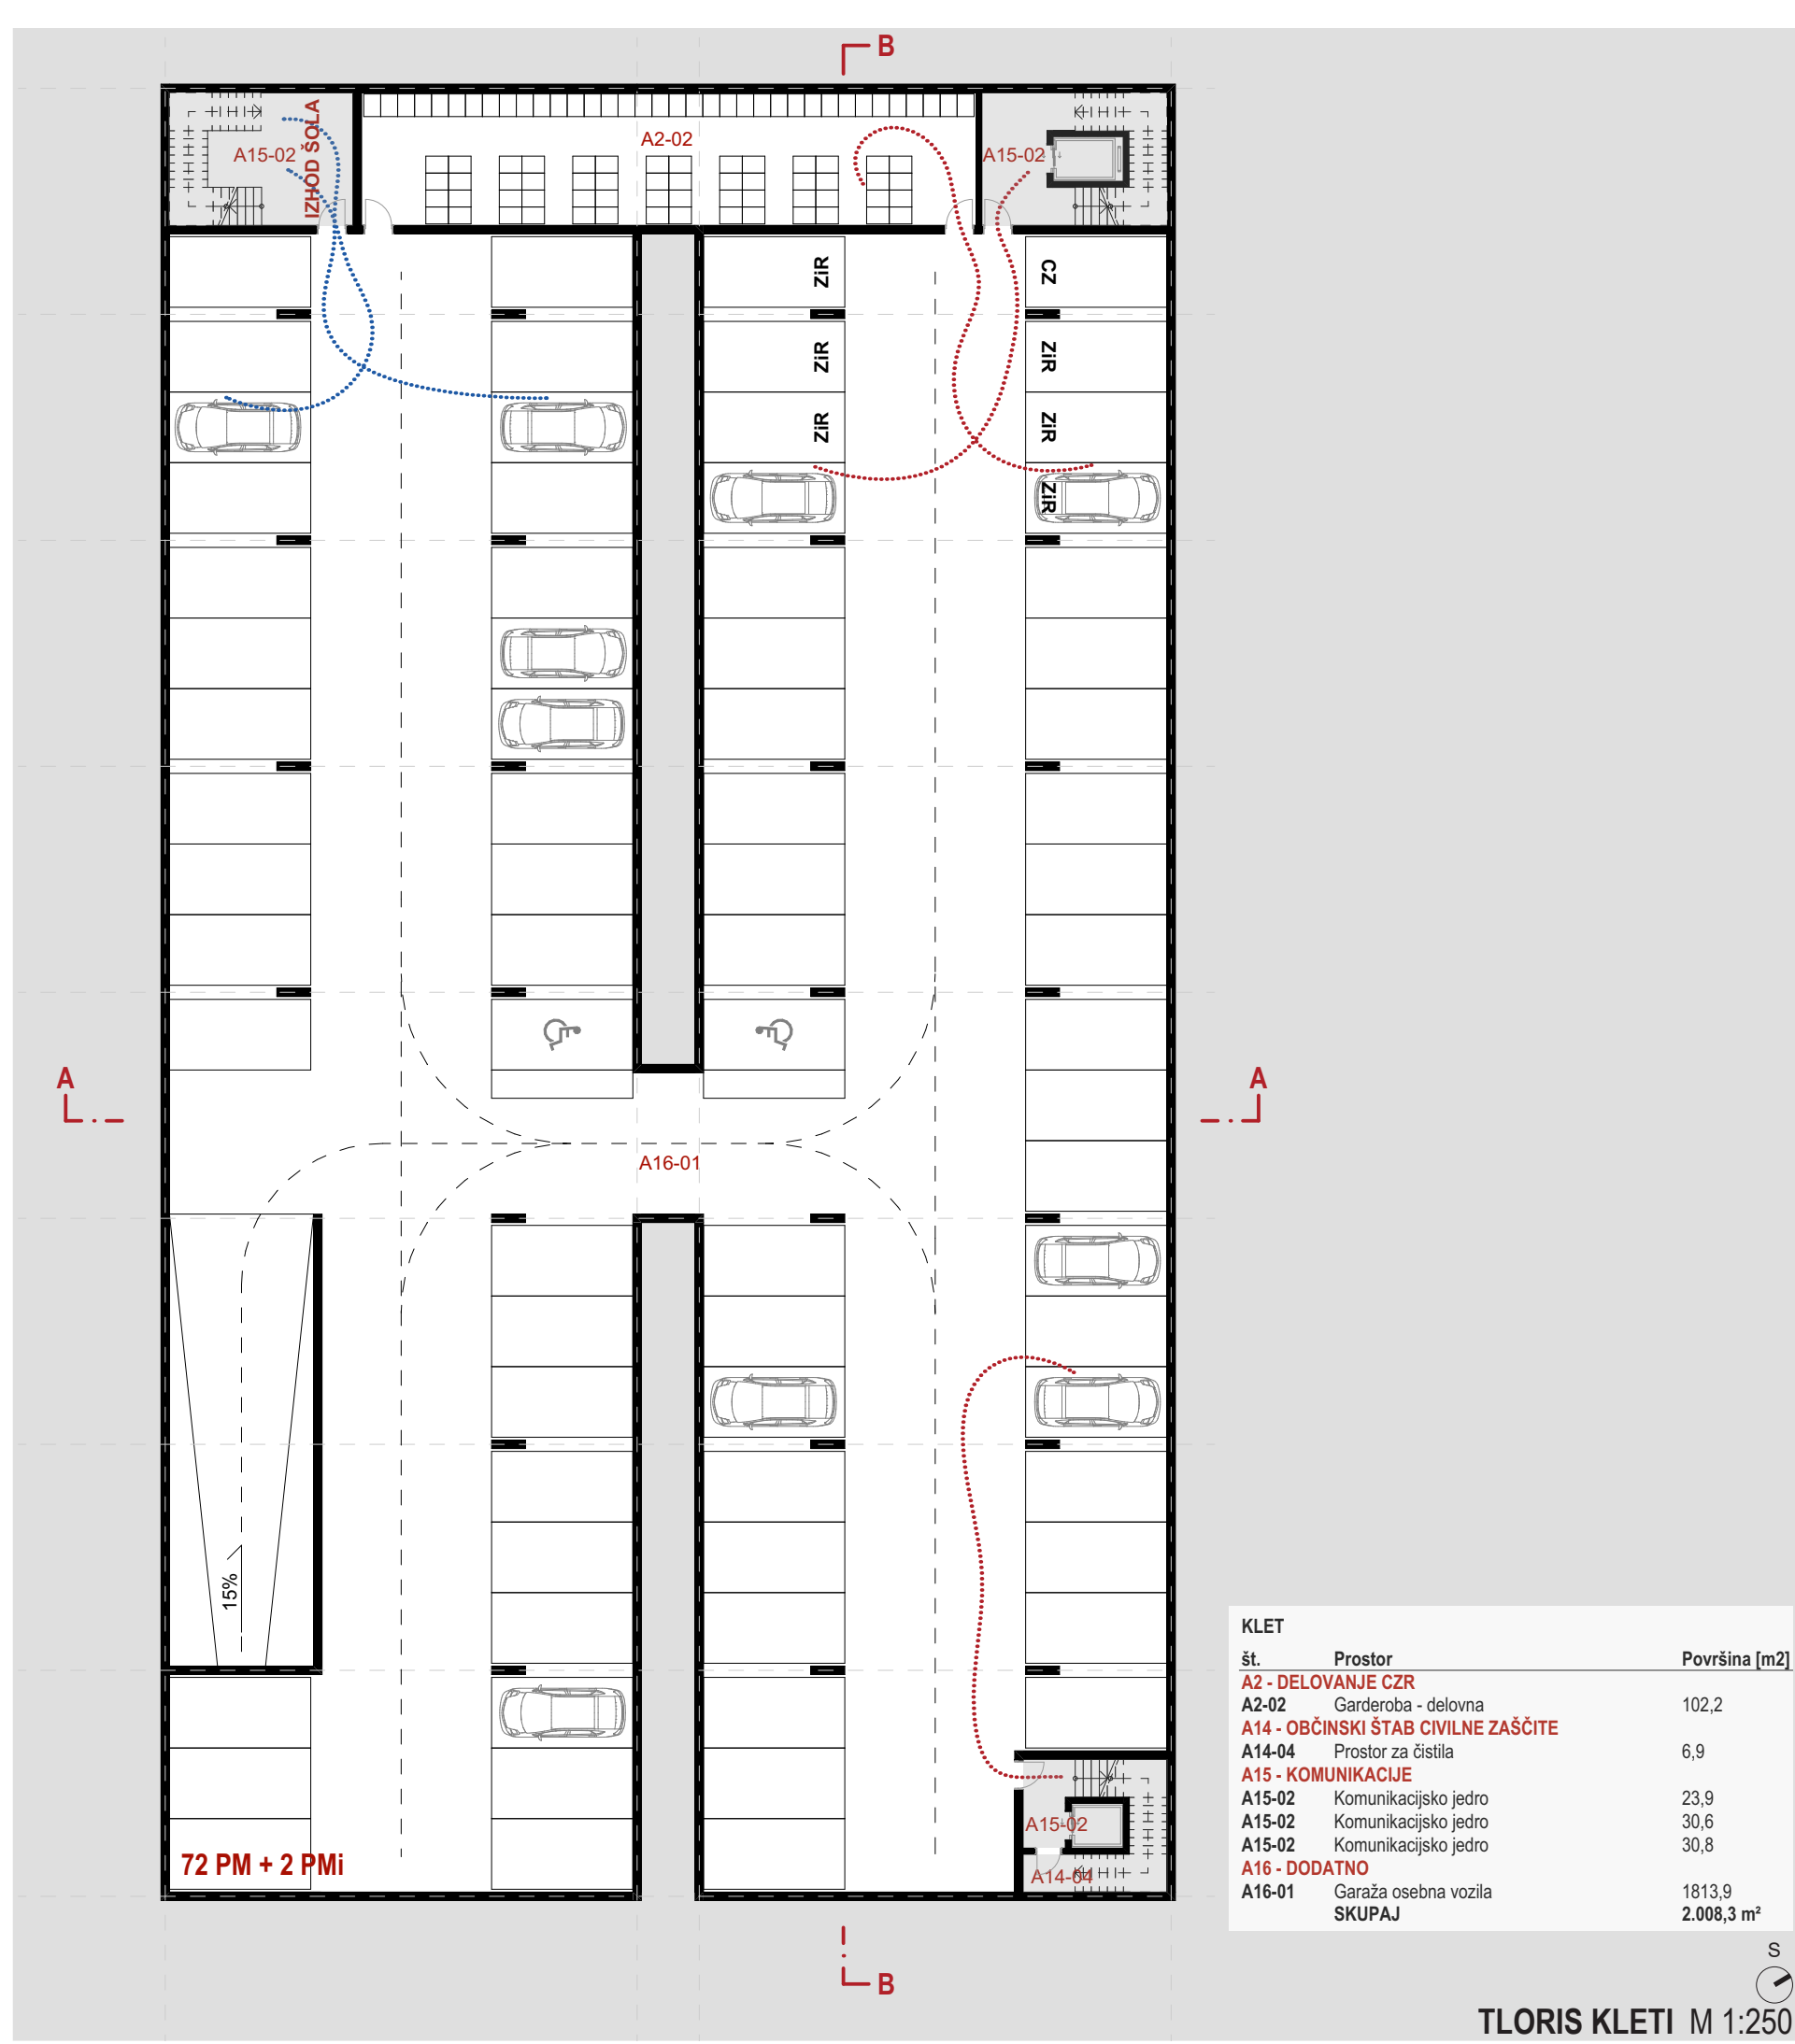 B
A15-02
IZHOD ŠOLA
A2-02
A15-02
ZiR
CZ
ZiR
ZiR
ZiR
ZiR
ZiR
A
A
A16-01
15%
A15-02
A14-04
72 PM + 2 PMi
B
KLET
št. Prostor Površina [m2]
A2 - DELOVANJE CZR
A2-02 Garderoba - delovna 102,2
A14 - OBČINSKI ŠTAB CIVILNE ZAŠČITE
A14-04 Prostor za čistila 6,9
A15 - KOMUNIKACIJE
A15-02 Komunikacijsko jedro 23,9
A15-02 Komunikacijsko jedro 30,6
A15-02 Komunikacijsko jedro 30,8
A16 - DODATNO
A16-01 Garaža osebna vozila 1813,9
SKUPAJ 2.008,3 m²
S
TLORIS KLETI M 1:250